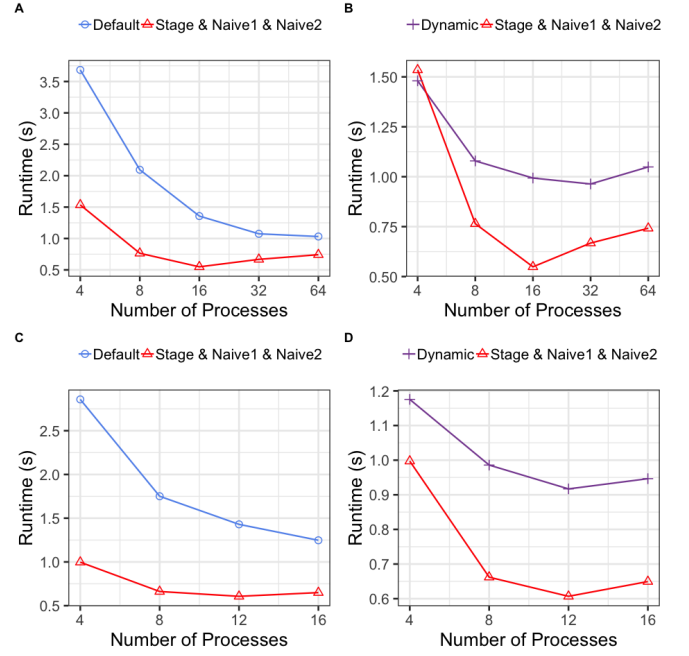 A
Default Stage & Naive1 & Naive2
3.5
3.0
2.5
2.0
1.5
1.0
0.5
Runtime (s)
4 8 16 32 64
Number of Processes
B
Dynamic Stage & Naive1 & Naive2
1.50
1.25
1.00
0.75
0.50
Runtime (s)
4 8 16 32 64
Number of Processes
C
Default Stage & Naive1 & Naive2
2.5
2.0
1.5
1.0
0.5
Runtime (s)
4 8 12 16
Number of Processes
D
Dynamic Stage & Naive1 & Naive2
1.2
1.1
1.0
0.9
0.8
0.7
0.6
Runtime (s)
4 8 12 16
Number of Processes